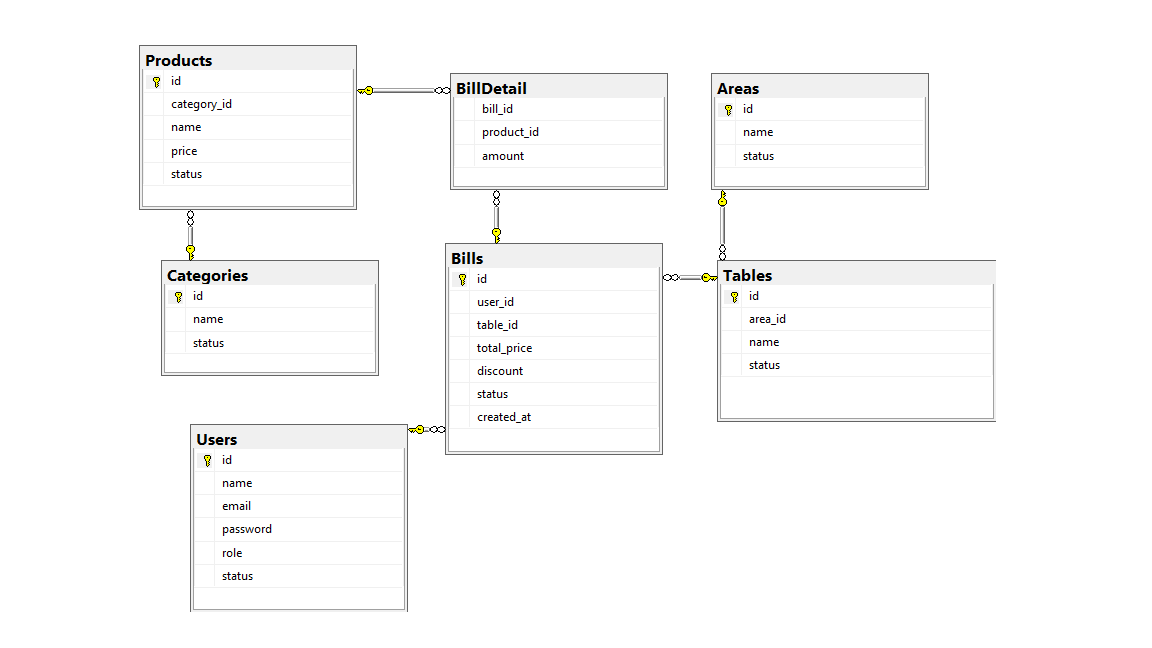 Products
id
category_id
name
price
status
BillDetail
bill_id
product_id
amount
Areas
id
name
status
Categories
id
name
status
Bills
id
user_id
table_id
total_price
discount
status
created_at
Tables
id
area_id
name
status
Users
id
name
email
password
role
status